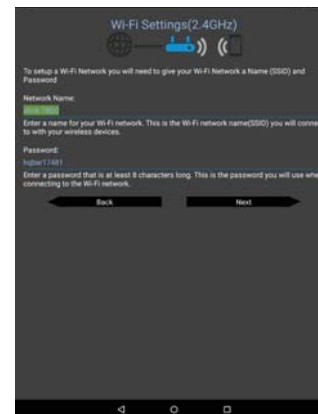 Wi-Fi Settings(2.4GHz)
To setup a Wi-Fi Network you will need to give your Wi-Fi Network a Name (SSID) and
Password
Network Name:
Enter a name for your Wi-Fi network. This is the Wi-Fi network name(SSID) you will conne
to with your wireless devices.
Password:
hqbar17481
Enter a password that is at least 8 characters long. This is the password you will use whe
connecting to the Wi-Fi network.
Back Next